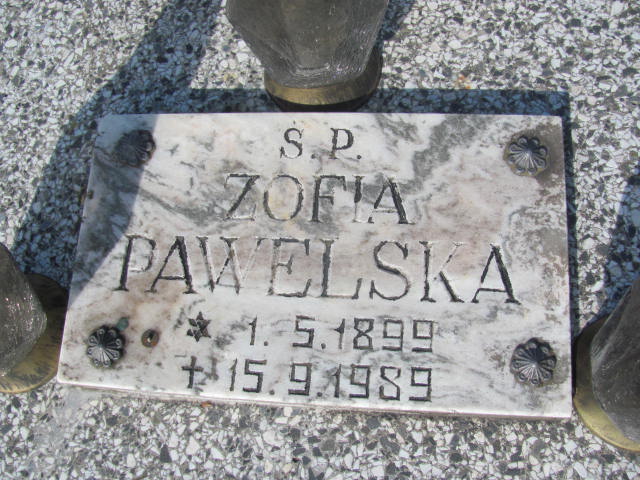 S.P.
ZOFIA
PAWELSKA
* 1.5.1899
+ 15.9.1989